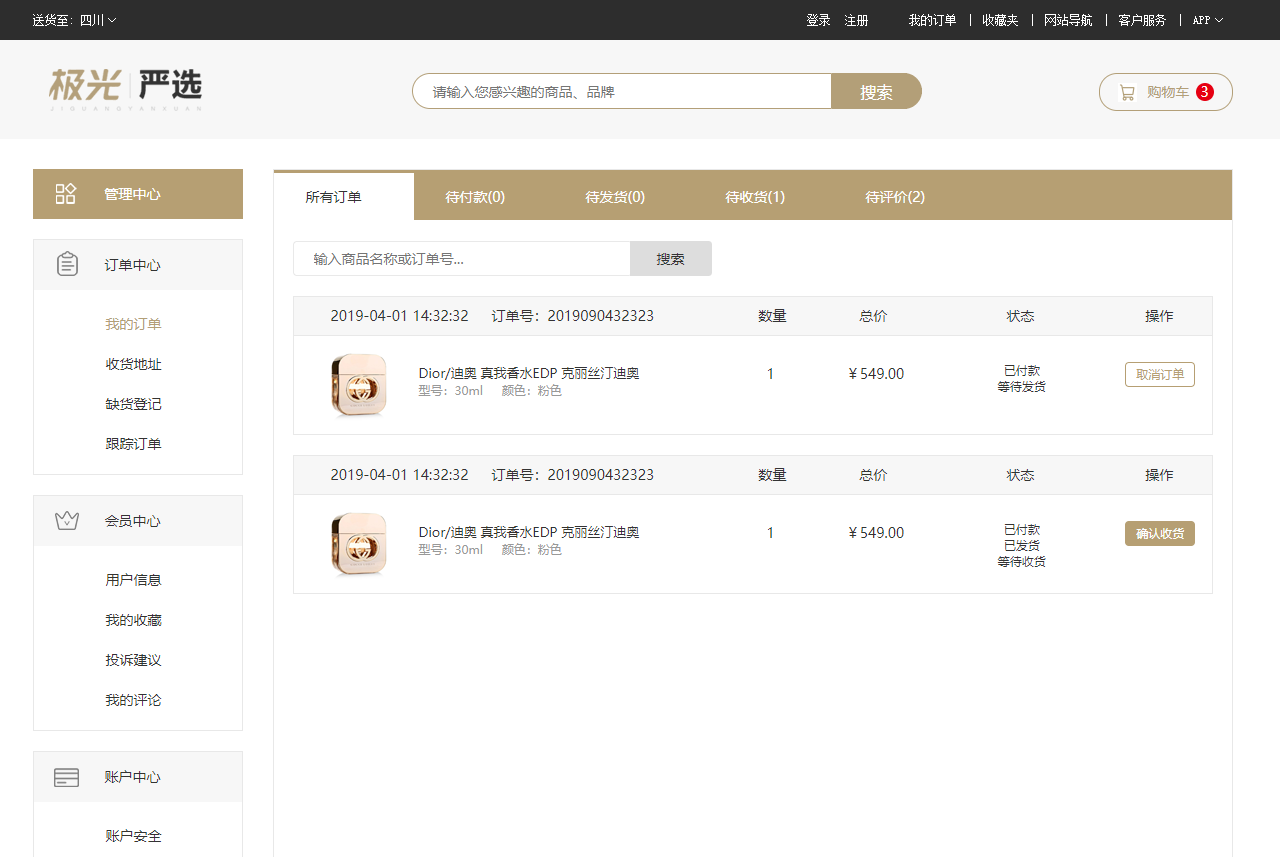 送货至：四川
登录 注册 我的订单 | 收藏夹 | 网站导航 | 客户服务 | APP
极光 严选
JIGUANGYANXUAN
请输入您感兴趣的商品、品牌 搜索
购物车 3
管理中心
订单中心
我的订单
收货地址
缺货登记
跟踪订单
会员中心
用户信息
我的收藏
投诉建议
我的评论
账户中心
账户安全
所有订单 待付款(0) 待发货(0) 待收货(1) 待评价(2)
输入商品名称或订单号... 搜索
2019-04-01 14:32:32 订单号：2019090432323 数量 总价 状态 操作
Dior/迪奥 真我香水EDP 克丽丝汀迪奥 1 ¥ 549.00 已付款 取消订单
型号：30ml 颜色：粉色 等待发货
2019-04-01 14:32:32 订单号：2019090432323 数量 总价 状态 操作
Dior/迪奥 真我香水EDP 克丽丝汀迪奥 1 ¥ 549.00 已付款 确认收货
型号：30ml 颜色：粉色 已发货
等待收货